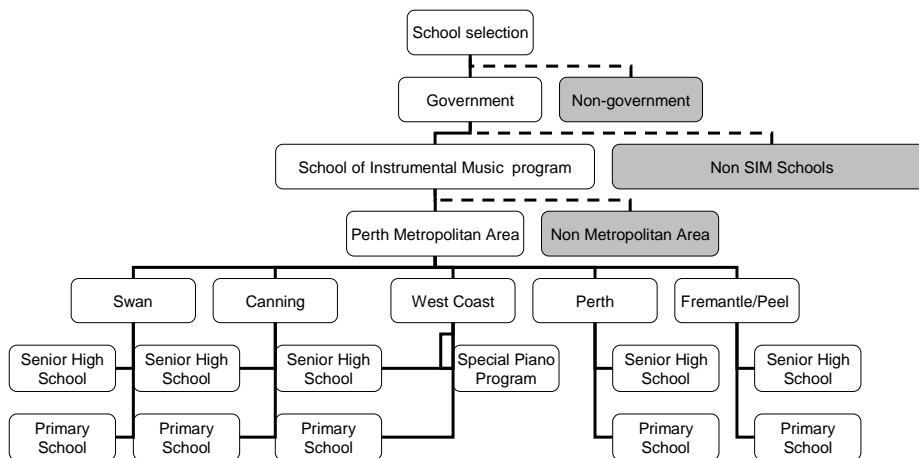 School selection
Government
Non-government
School of Instrumental Music program
Non SIM Schools
Perth Metropolitan Area
Non Metropolitan Area
Swan
Canning
West Coast
Perth
Fremantle/Peel
Senior High
School
Senior High
School
Senior High
School
Special Piano
Program
Senior High
School
Senior High
School
Primary
School
Primary
School
Primary
School
Primary
School
Primary
School